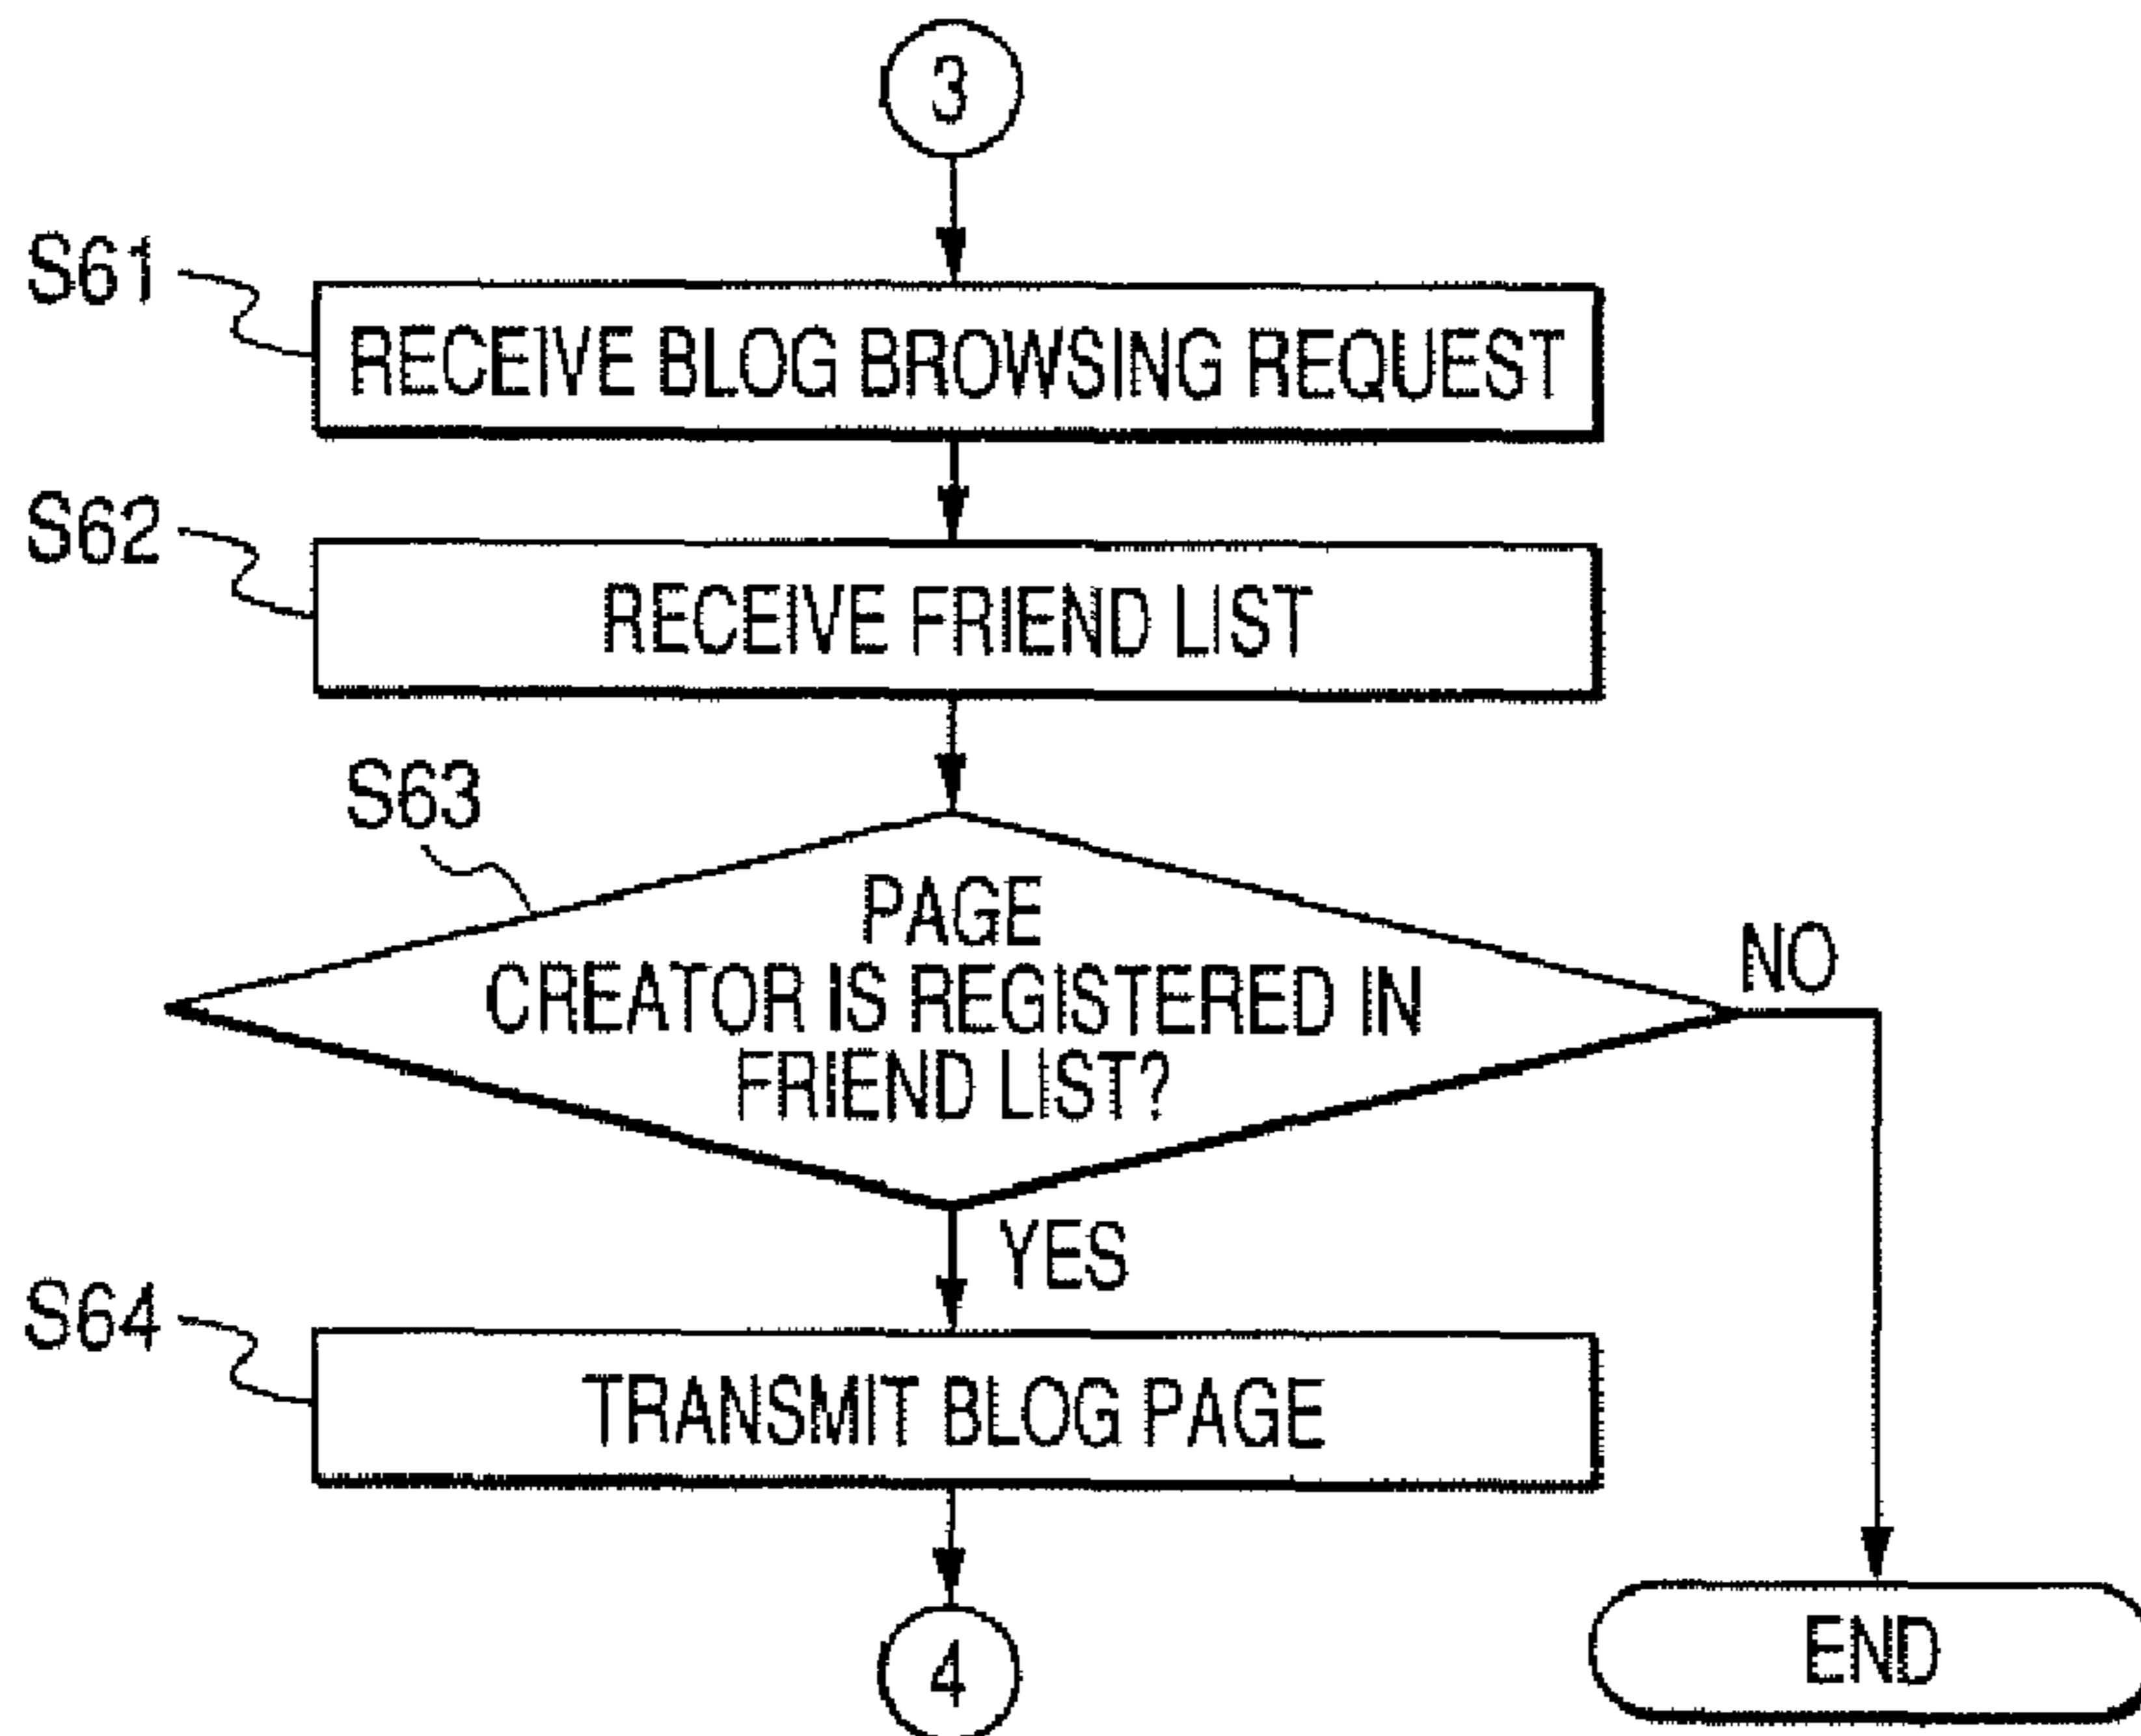 3
S61
RECEIVE BLOG BROWSING REQUEST
S62
RECEIVE FRIEND LIST
S63
PAGE
CREATOR IS REGISTERED IN
FRIEND LIST?
NO
YES
S64
TRANSMIT BLOG PAGE
4
END